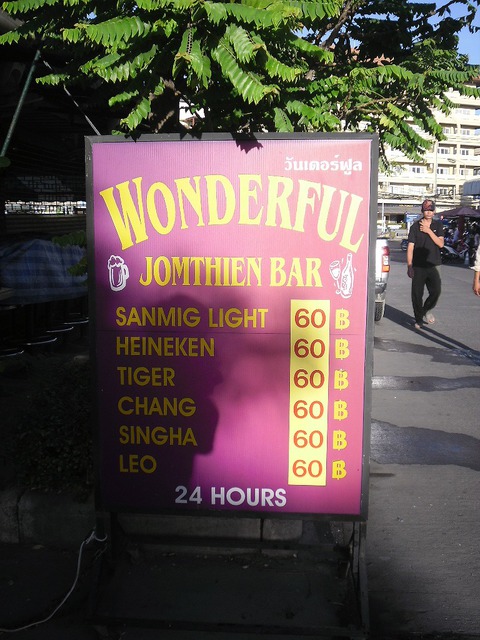 วันเดอร์ฟูล
WONDERFUL
JOMTHIEN BAR
SANMIG LIGHT 60 B
HEINEKEN 60 B
TIGER 60 B
CHANG 60 B
SINGHA 60 B
LEO 60 B
24 HOURS